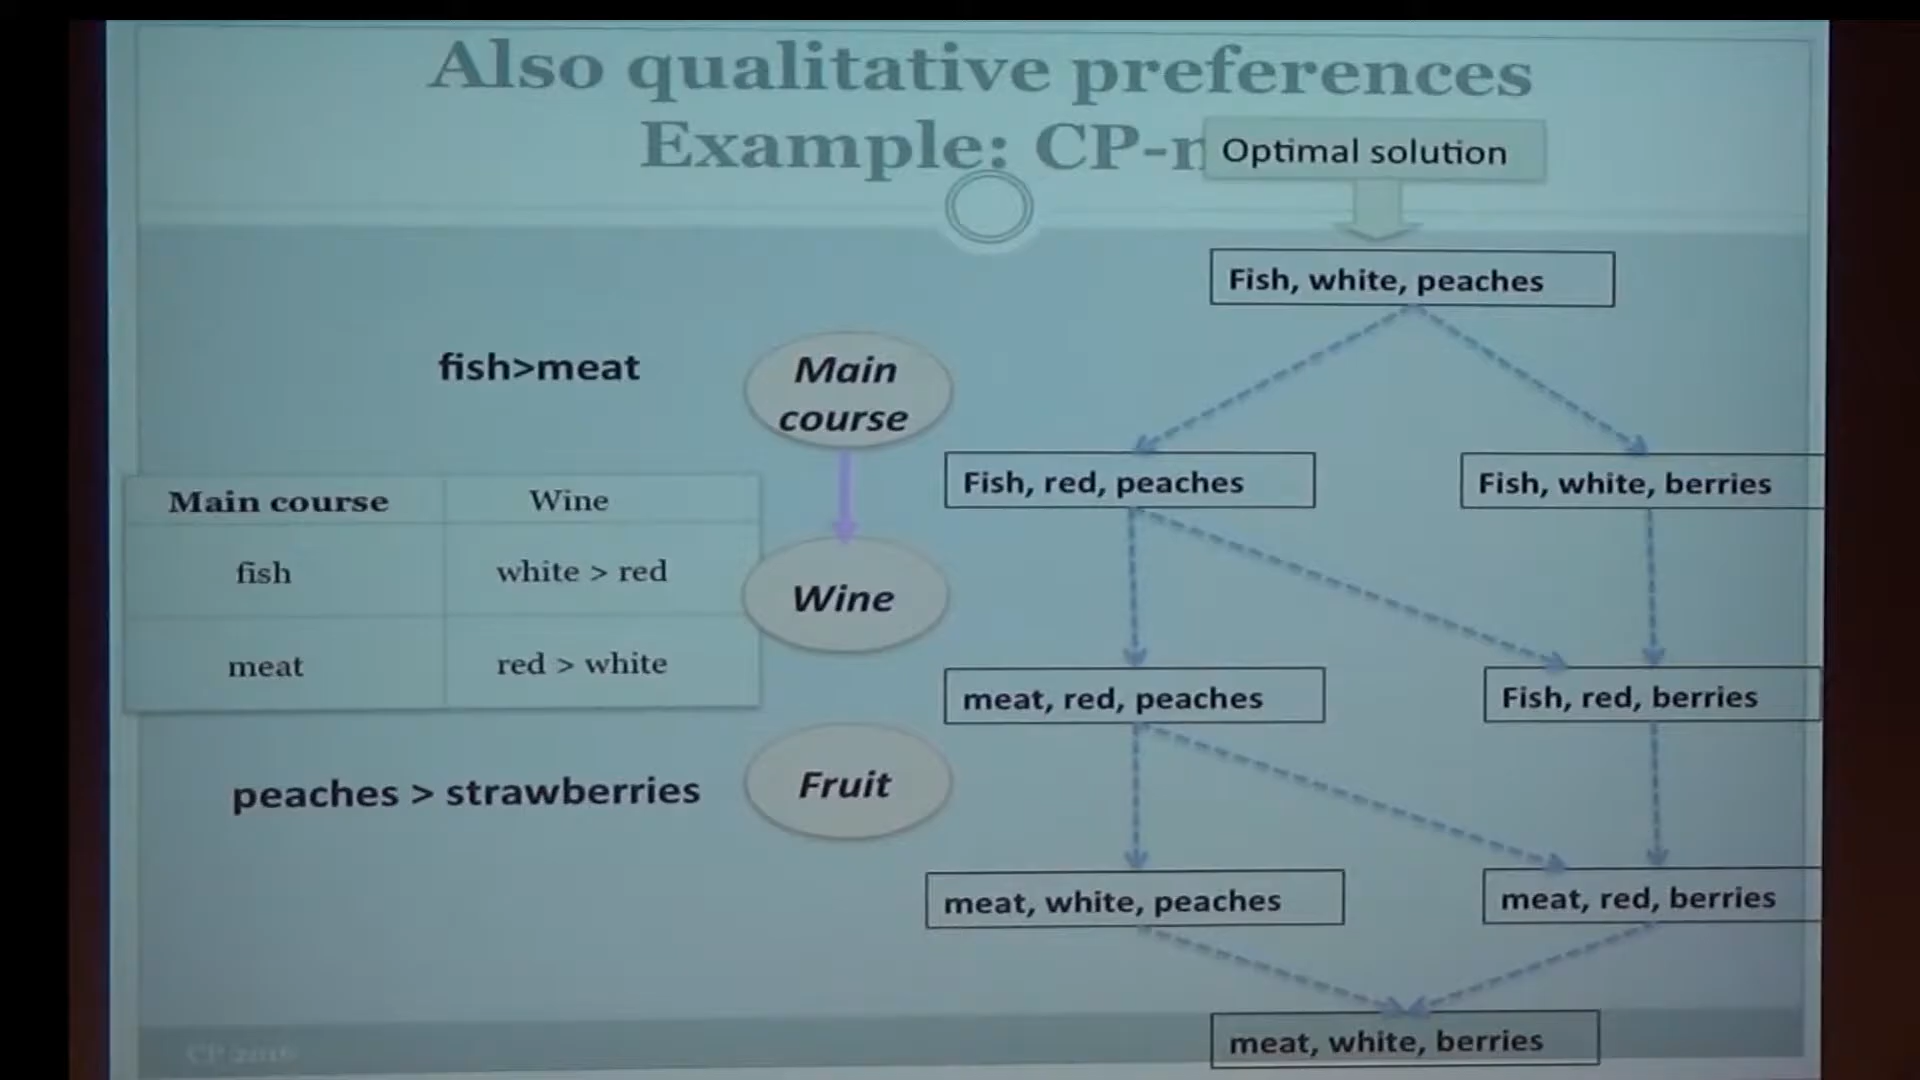 Also qualitative preferences
Example: CP-n
Optimal solution
Fish, white, peaches
fish>meat
Main
course
Fish, red, peaches
Fish, white, berries
Main course
Wine
fish
white > red
meat
red > white
Wine
meat, red, peaches
Fish, red, berries
peaches > strawberries
Fruit
meat, white, peaches
meat, red, berries
meat, white, berries